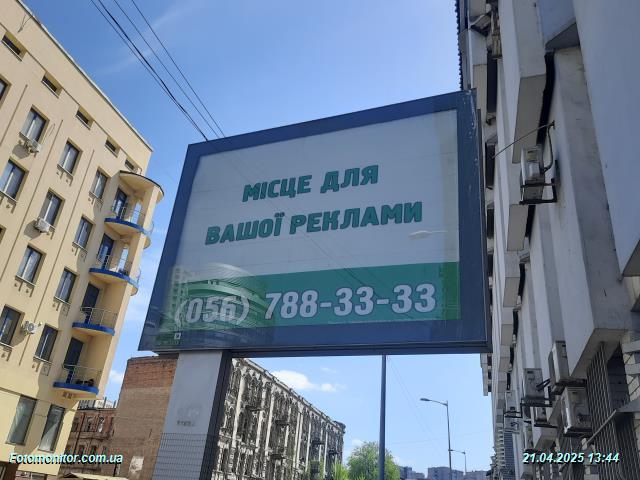 МІСЦЕ ДЛЯ
ВАШОЇ РЕКЛАМИ
(056) 788-33-33
Fotomonitor.com.ua
21.04.2025 13:44